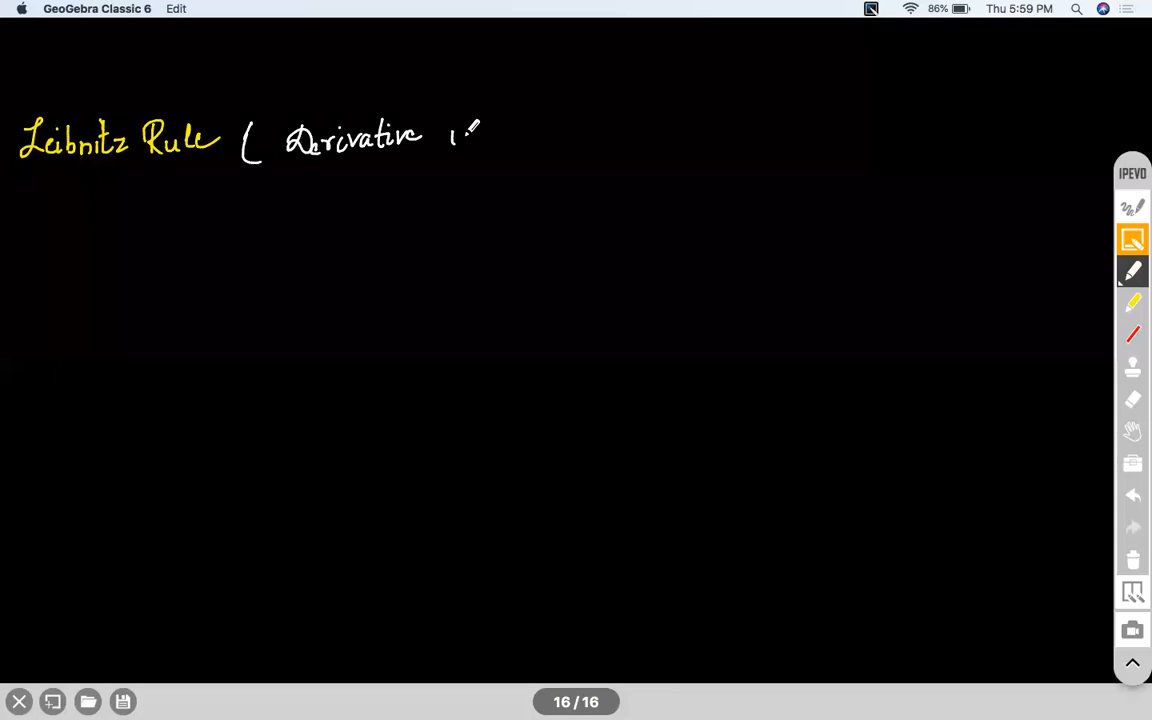 GeoGebra Classic 6 Edit 86% Thu 5:59 PM
Leibnitz Rule ( Derivative
IPEVO
16/16